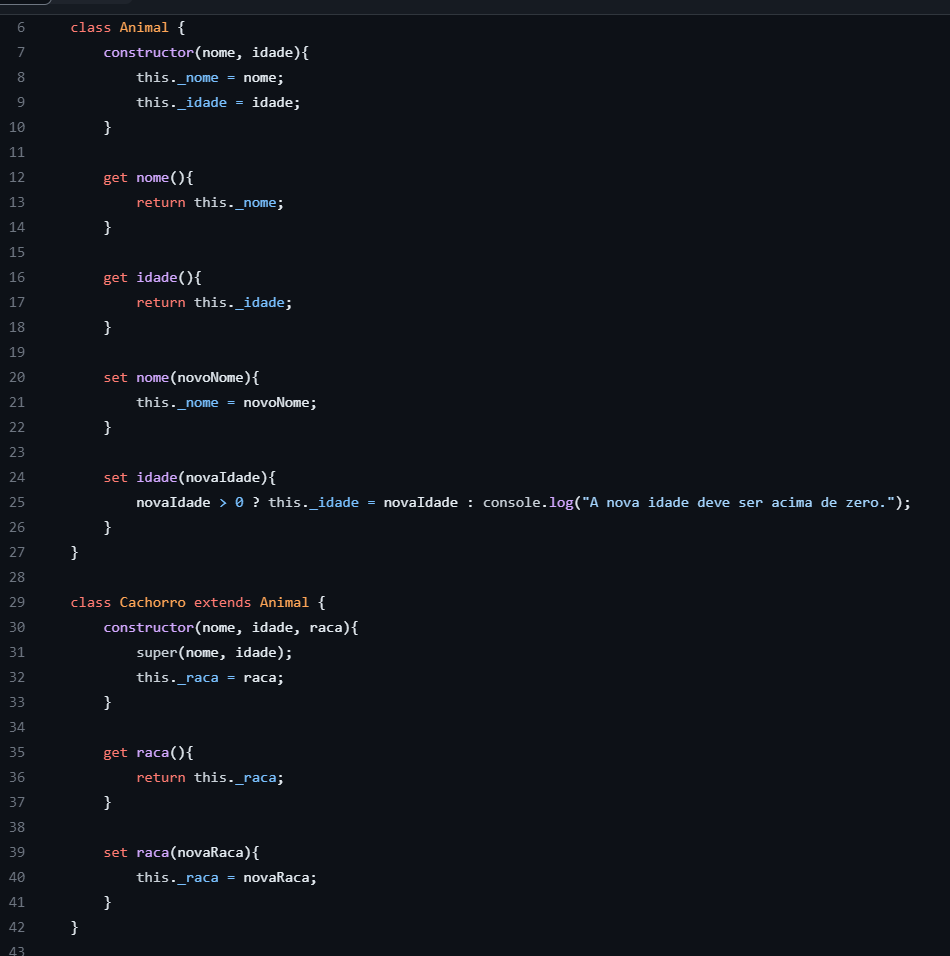 6 class Animal {
7 constructor(nome, idade){
8 this._nome = nome;
9 this._idade = idade;
10 }
11
12 get nome(){
13 return this._nome;
14 }
15
16 get idade(){
17 return this._idade;
18 }
19
20 set nome(novoNome){
21 this._nome = novoNome;
22 }
23
24 set idade(novaIdade){
25 novaIdade > 0 ? this._idade = novaIdade : console.log("A nova idade deve ser acima de zero.");
26 }
27 }
28
29 class Cachorro extends Animal {
30 constructor(nome, idade, raca){
31 super(nome, idade);
32 this._raca = raca;
33 }
34
35 get raca(){
36 return this._raca;
37 }
38
39 set raca(novaRaca){
40 this._raca = novaRaca;
41 }
42 }
43